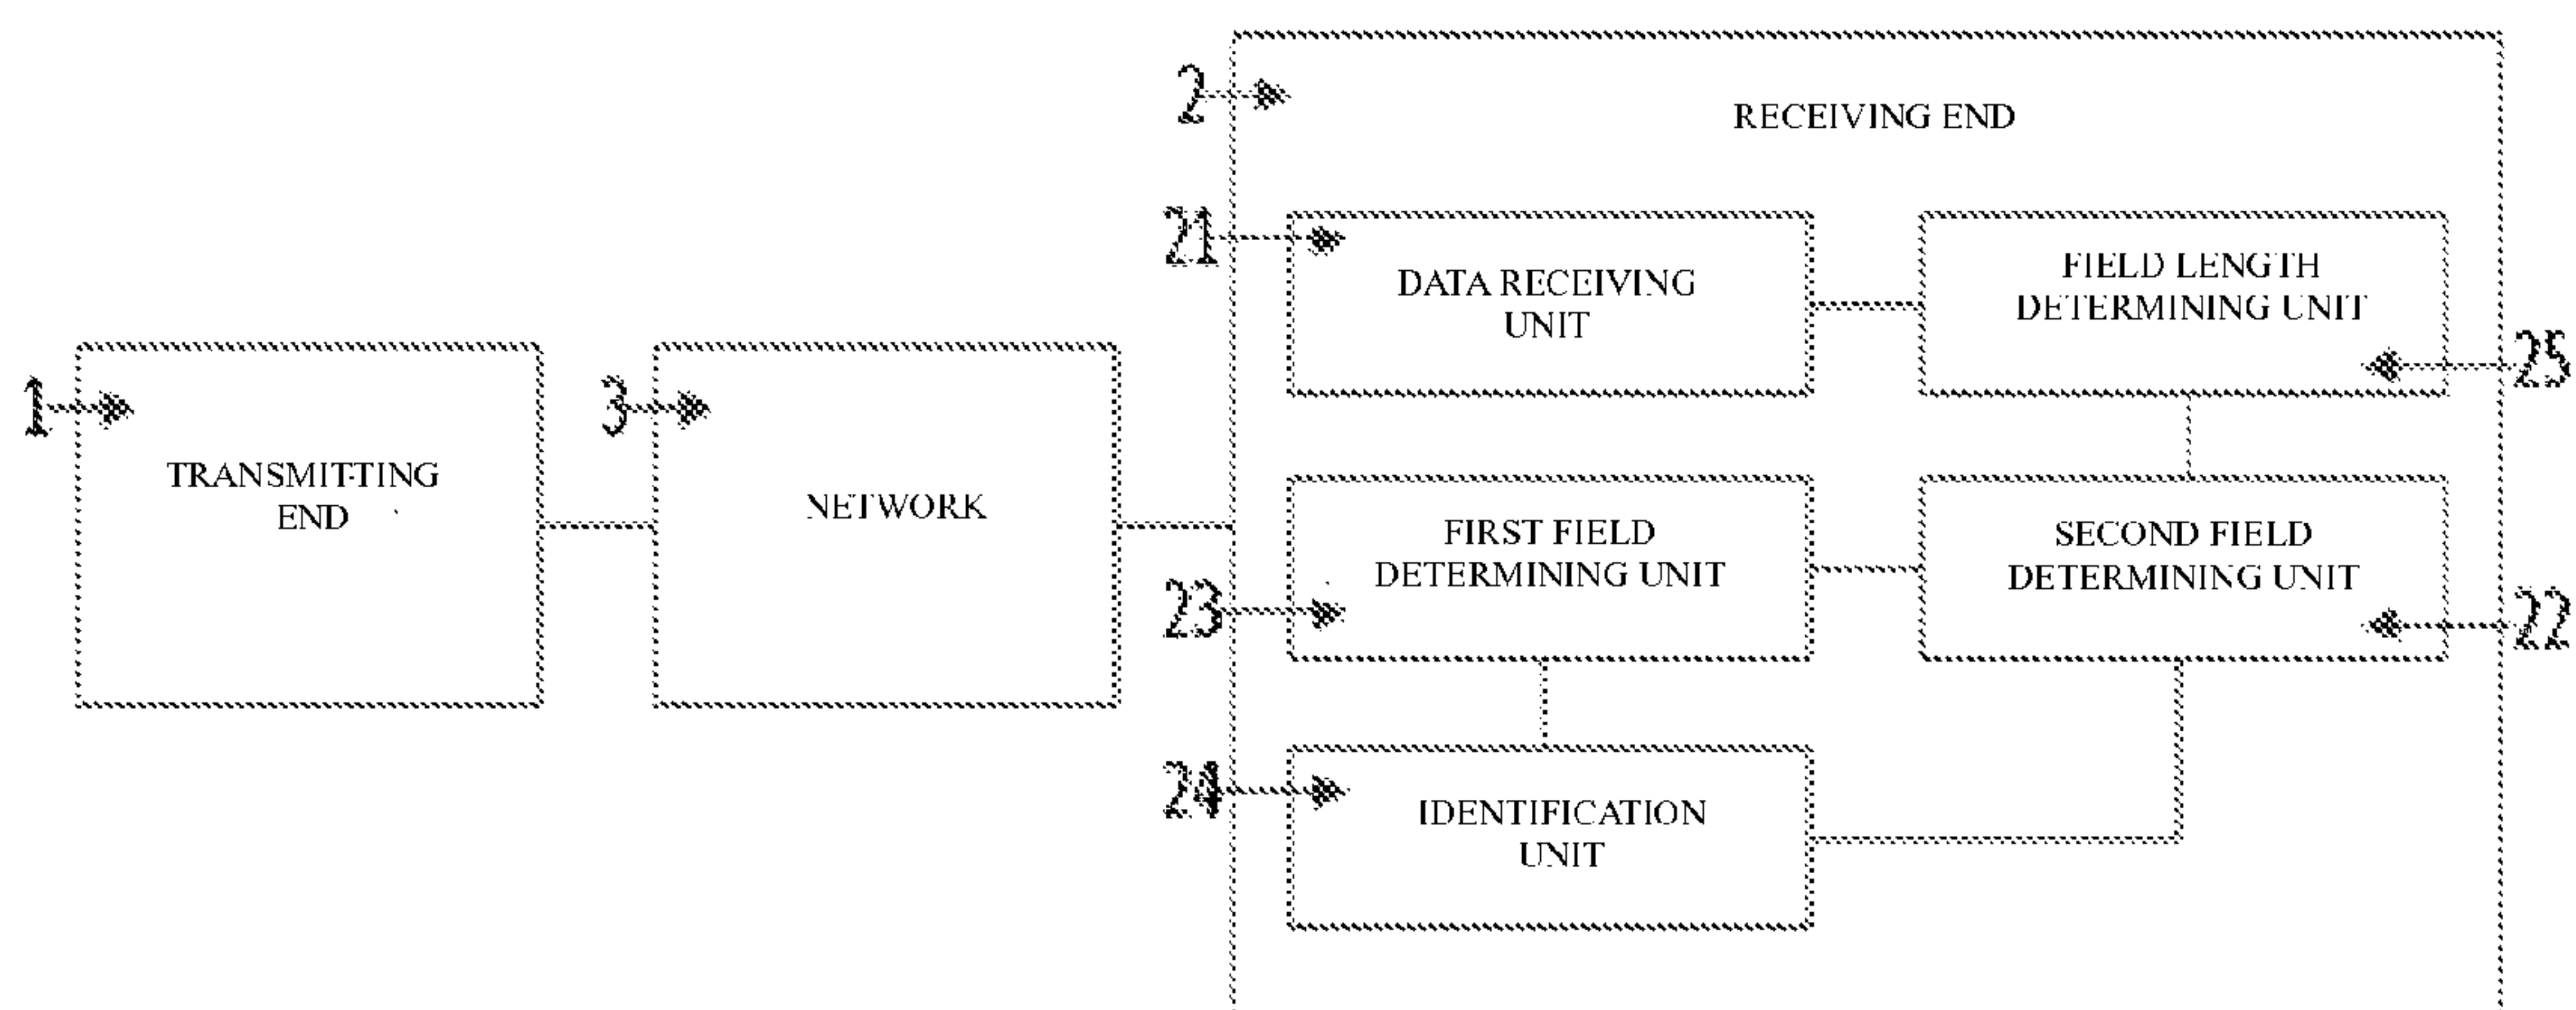 2
RECEIVING END
21
DATA RECEIVING
UNIT
FIELD LENGTH
DETERMINING UNIT
25
1
TRANSMITTING
END
3
NETWORK
FIRST FIELD
DETERMINING UNIT
23
SECOND FIELD
DETERMINING UNIT
22
24
IDENTIFICATION
UNIT